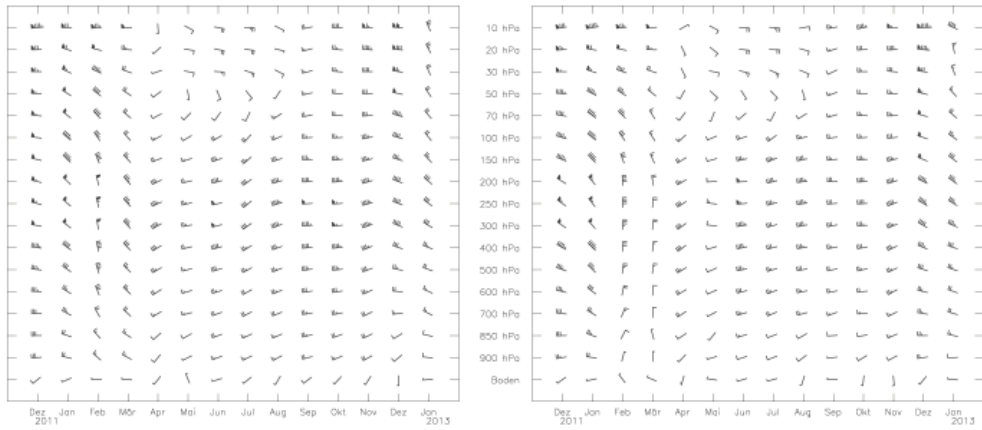 10 hPa
20 hPa
30 hPa
50 hPa
70 hPa
100 hPa
150 hPa
200 hPa
250 hPa
300 hPa
400 hPa
500 hPa
600 hPa
700 hPa
850 hPa
900 hPa
Boden
Dez Jan Feb Mär Apr Mai Jun Jul Aug Sep Okt Nov Dez Jan
2011 2013
Dez Jan Feb Mär Apr Mai Jun Jul Aug Sep Okt Nov Dez Jan
2011 2013